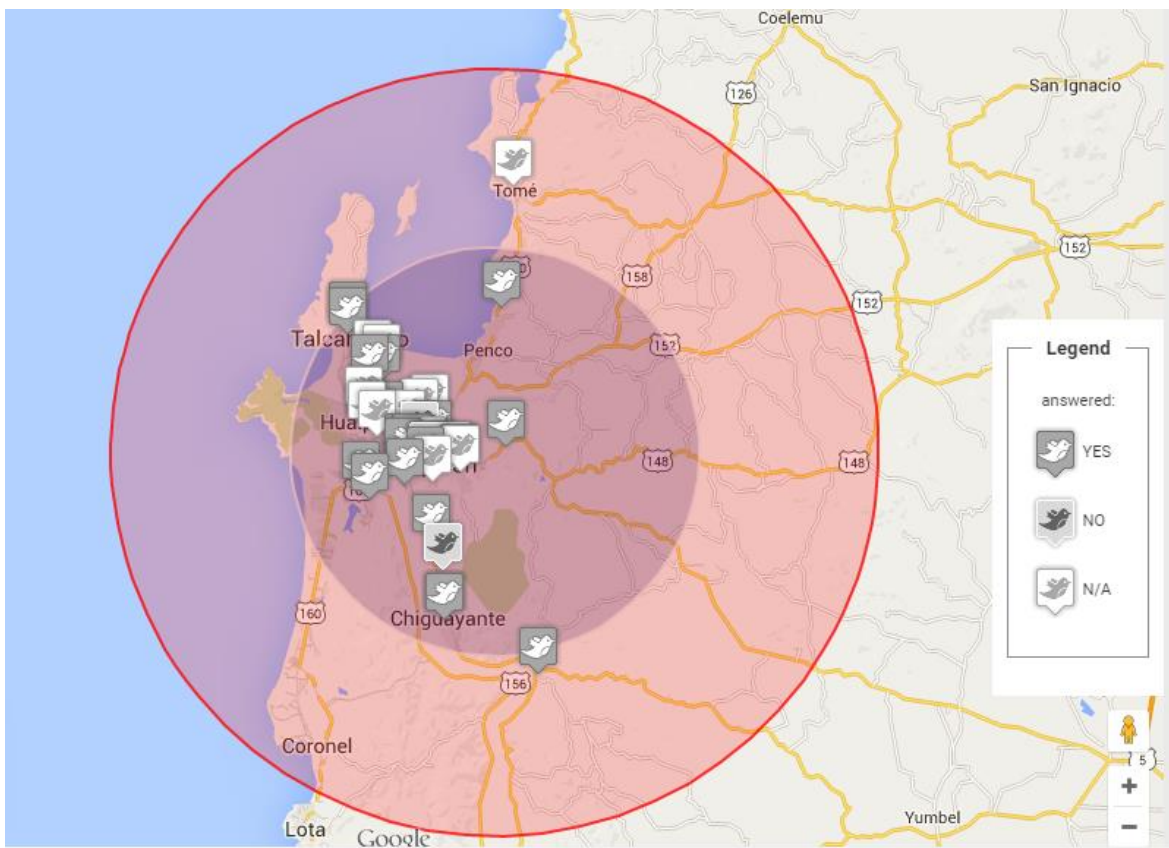 Coelemu
San Ignacio
126
Tomé
152
158
152
Penco
152
Legend
answered:
YES
NO
N/A
148
148
160
Chiguayante
156
Coronel
5
Lota
Google
Yumbel
+
−